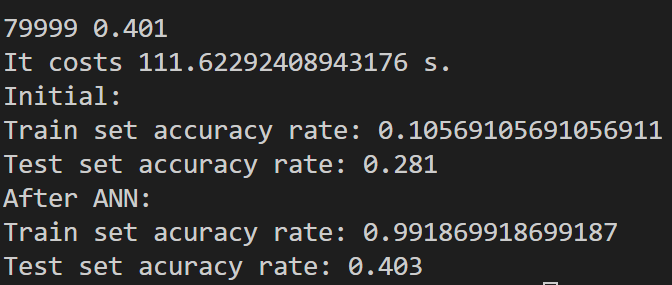 79999 0.401
It costs 111.62292408943176 s.
Initial:
Train set accuracy rate: 0.10569105691056911
Test set accuracy rate: 0.281
After ANN:
Train set acuracy rate: 0.991869918699187
Test set acuracy rate: 0.403